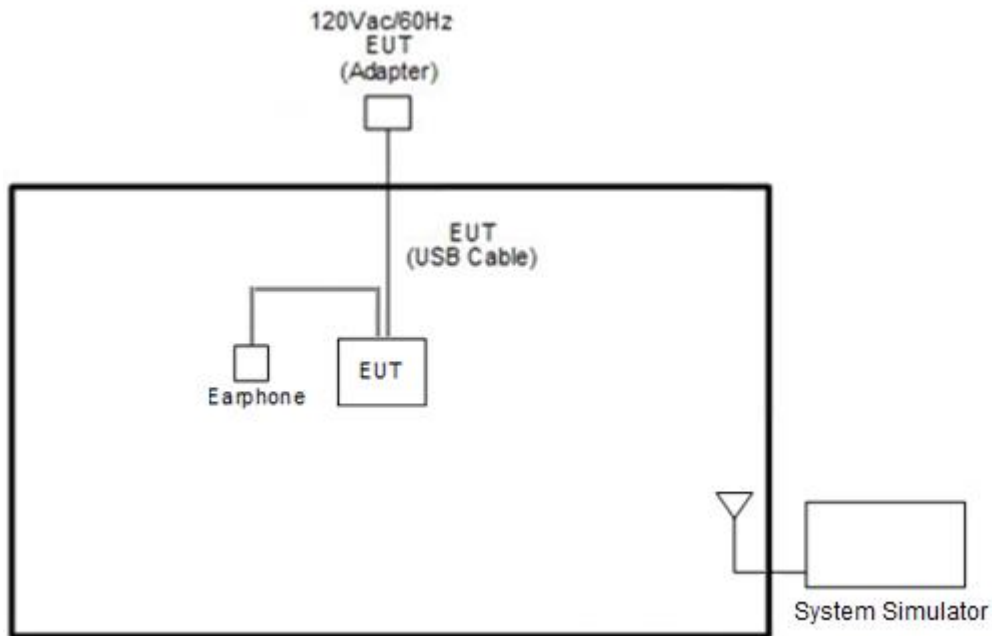 120Vac/60Hz
EUT
(Adapter)
EUT
(USB Cable)
EUT
Earphone
System Simulator